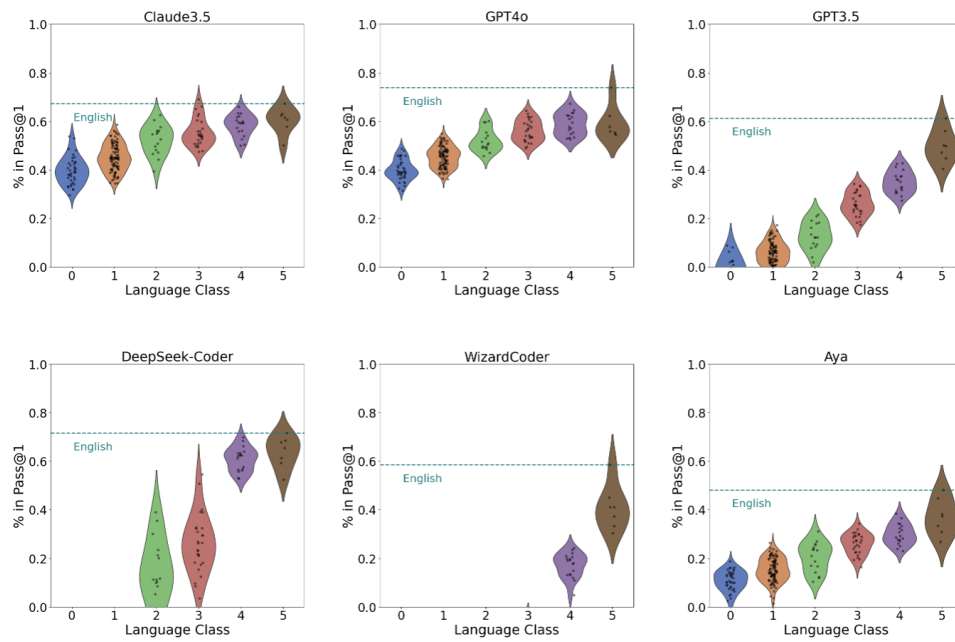 Claude3.5
1.0
0.8
0.6
0.4
0.2
0.0
% in Pass@1
English
0 1 2 3 4 5
Language Class
GPT4o
1.0
0.8
0.6
0.4
0.2
0.0
% in Pass@1
English
0 1 2 3 4 5
Language Class
GPT3.5
1.0
0.8
0.6
0.4
0.2
0.0
% in Pass@1
English
0 1 2 3 4 5
Language Class
DeepSeek-Coder
1.0
0.8
0.6
0.4
0.2
0.0
% in Pass@1
English
0 1 2 3 4 5
Language Class
WizardCoder
1.0
0.8
0.6
0.4
0.2
0.0
% in Pass@1
English
0 1 2 3 4 5
Language Class
Aya
1.0
0.8
0.6
0.4
0.2
0.0
% in Pass@1
English
0 1 2 3 4 5
Language Class